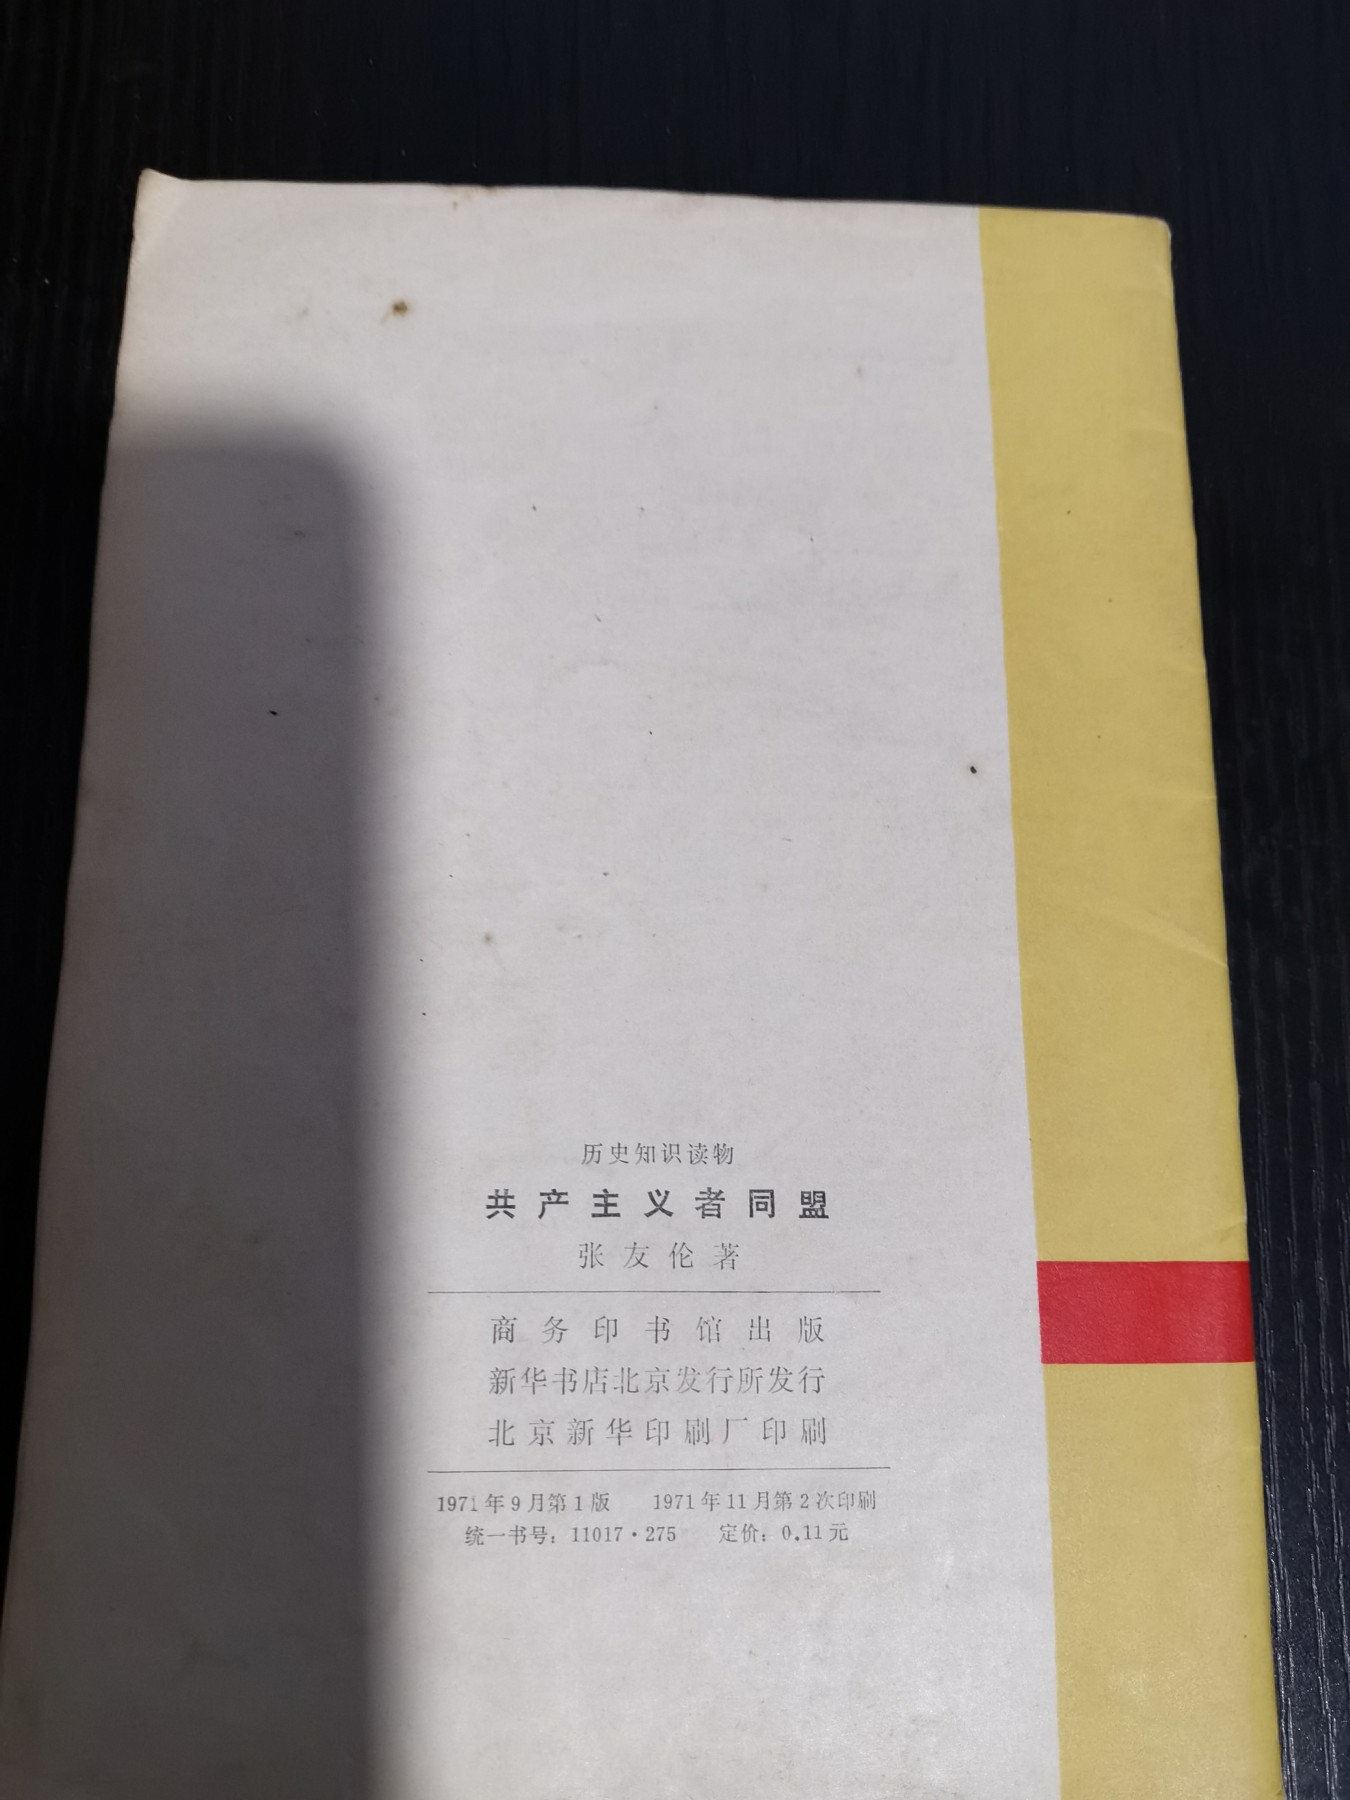 历史知识读物
共产主义者同盟
张友伦著
商务印书馆出版
新华书店北京发行所发行
北京新华印刷厂印刷
1971年9月第1版 1971年11月第2次印刷
统一书号：11017·275 定价：0.11元